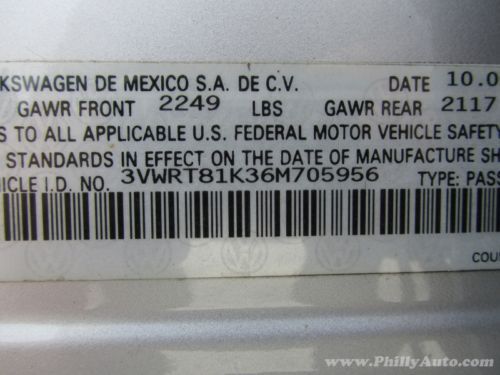 KSWAGEN DE MEXICO S.A. DE C.V. DATE 10.0
GAWR FRONT 2249 LBS GAWR REAR 2117
S TO ALL APPLICABLE U.S. FEDERAL MOTOR VEHICLE SAFETY
STANDARDS IN EFFECT ON THE DATE OF MANUFACTURE SH
HICLE I.D. NO. 3VWRT81K36M705956 TYPE: PASS
COU
www.PhillyAuto.com